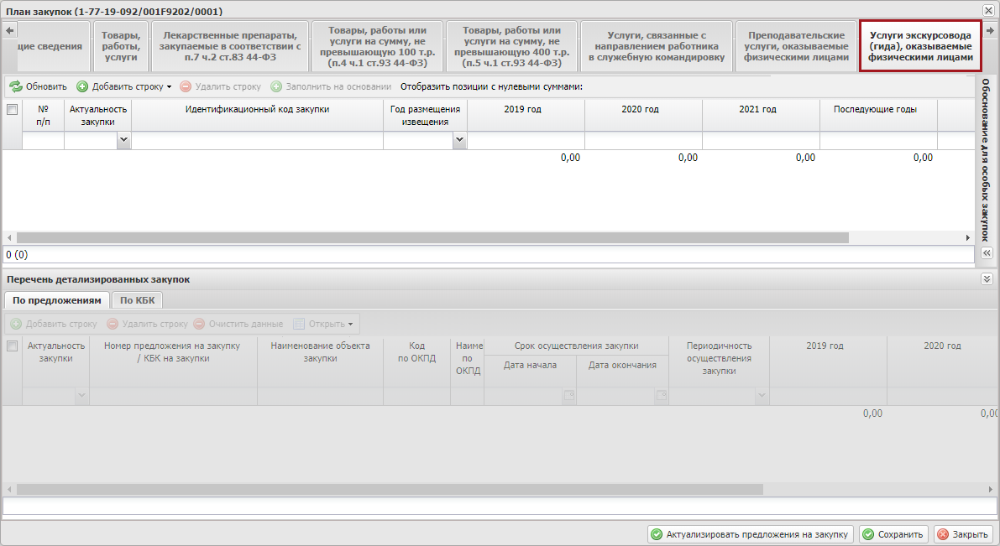 План закупок (1-77-19-092/001F9202/0001)
щие сведения
Товары,
работы,
услуги
Лекарственные препараты,
закупаемые в соответствии с
п.7 ч.2 ст.83 44-ФЗ
Товары, работы или
услуги на сумму, не
превышающую 100 т.р.
(п.4 ч.1 ст.93 44-ФЗ)
Товары, работы или
услуги на сумму, не
превышающую 400 т.р.
(п.5 ч.1 ст.93 44-ФЗ)
Услуги, связанные с
направлением работника
в служебную командировку
Преподавательские
услуги, оказываемые
физическими лицами
Услуги экскурсовода
(гида), оказываемые
физическими лицами
Обновить Добавить строку Удалить строку Заполнить на основании Отобразить позиции с нулевыми суммами:
№
п/п
Актуальность
закупки
Идентификационный код закупки
Год размещения
извещения
2019 год
2020 год
2021 год
Последующие годы
0,00 0,00 0,00 0,00
Обоснование для особых закупок
0 (0)
Перечень детализированных закупок
По предложениям По КБК
Добавить строку Удалить строку Очистить данные Открыть
Актуальность
закупки
Номер предложения на закупку
/ КБК на закупки
Наименование объекта
закупки
Код
по ОКПД
Наиме
по
ОКПД
Срок осуществления закупки
Дата начала Дата окончания
Периодичность
осуществления
закупки
2019 год
2020 год
0,00 0,00
Актуализировать предложения на закупку Сохранить Закрыть